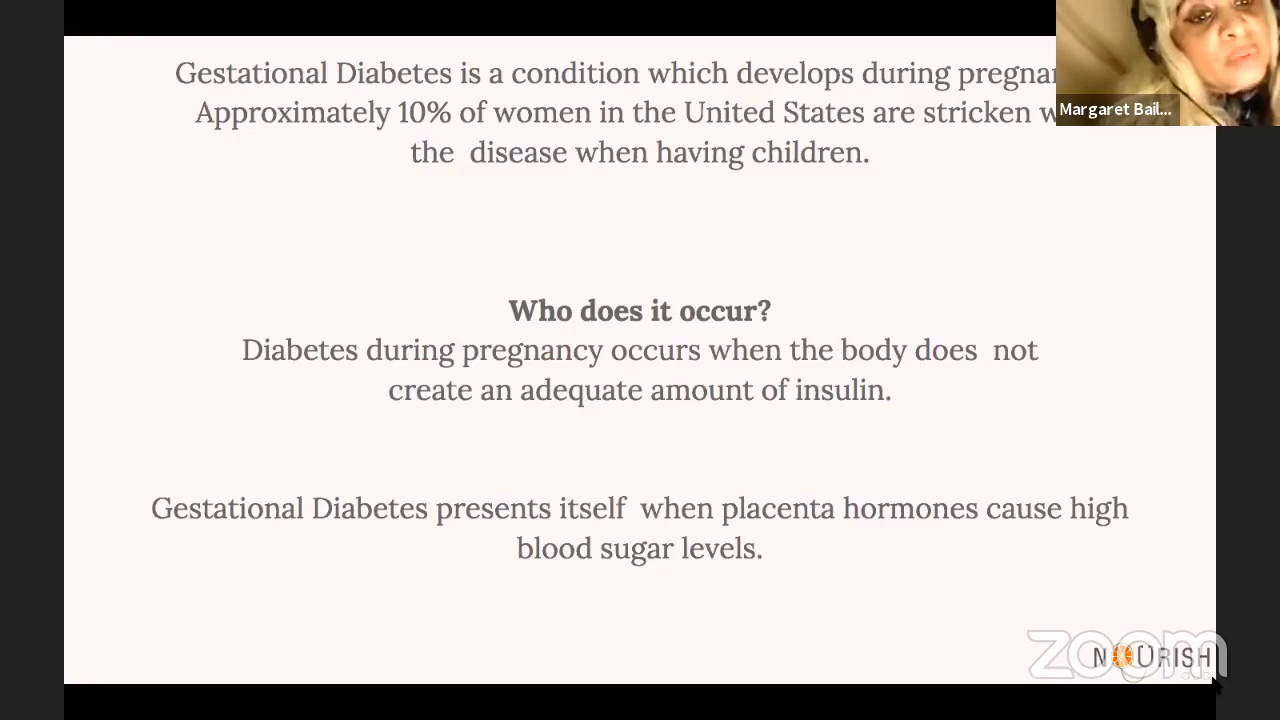 Gestational Diabetes is a condition which develops during
Approximately 10% of women in the United States are stricken
the disease when having children.
Margaret Bail...
Who does it occur?
Diabetes during pregnancy occurs when the body does not
create an adequate amount of insulin.
Gestational Diabetes presents itself when placenta hormones cause high
blood sugar levels.
zoom
NOURISH